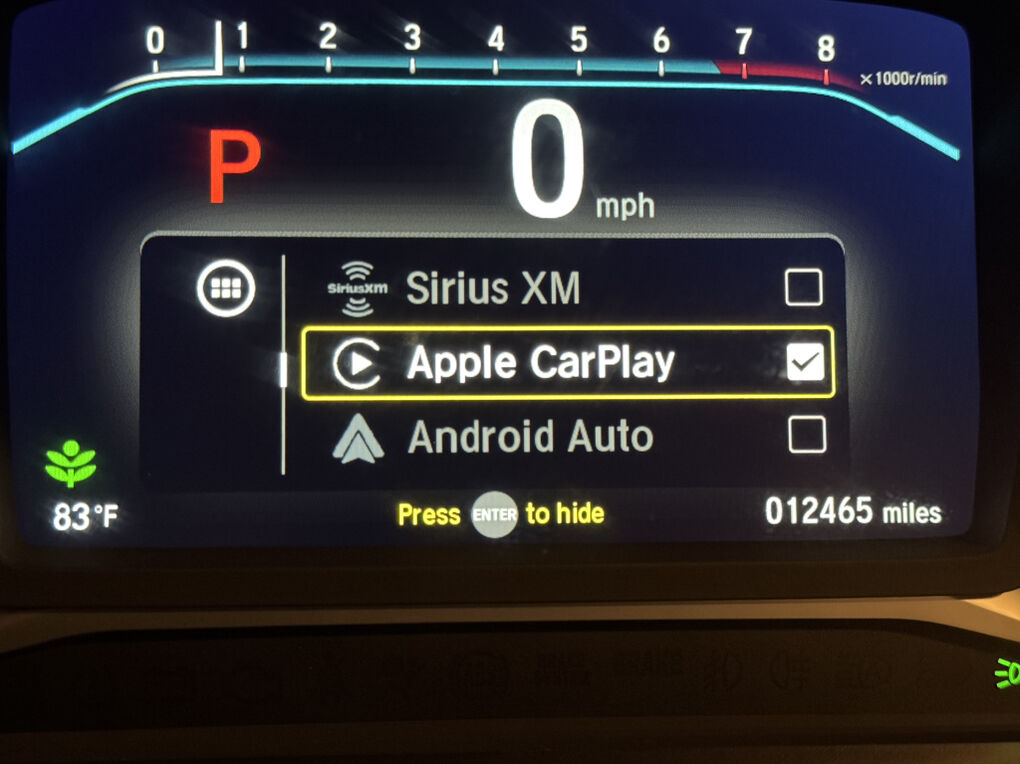 0 1 2 3 4 5 6 7 8
x1000r/min
P 0 mph
SiriusXM Sirius XM
Apple CarPlay
Android Auto
83°F Press ENTER to hide 012465 miles